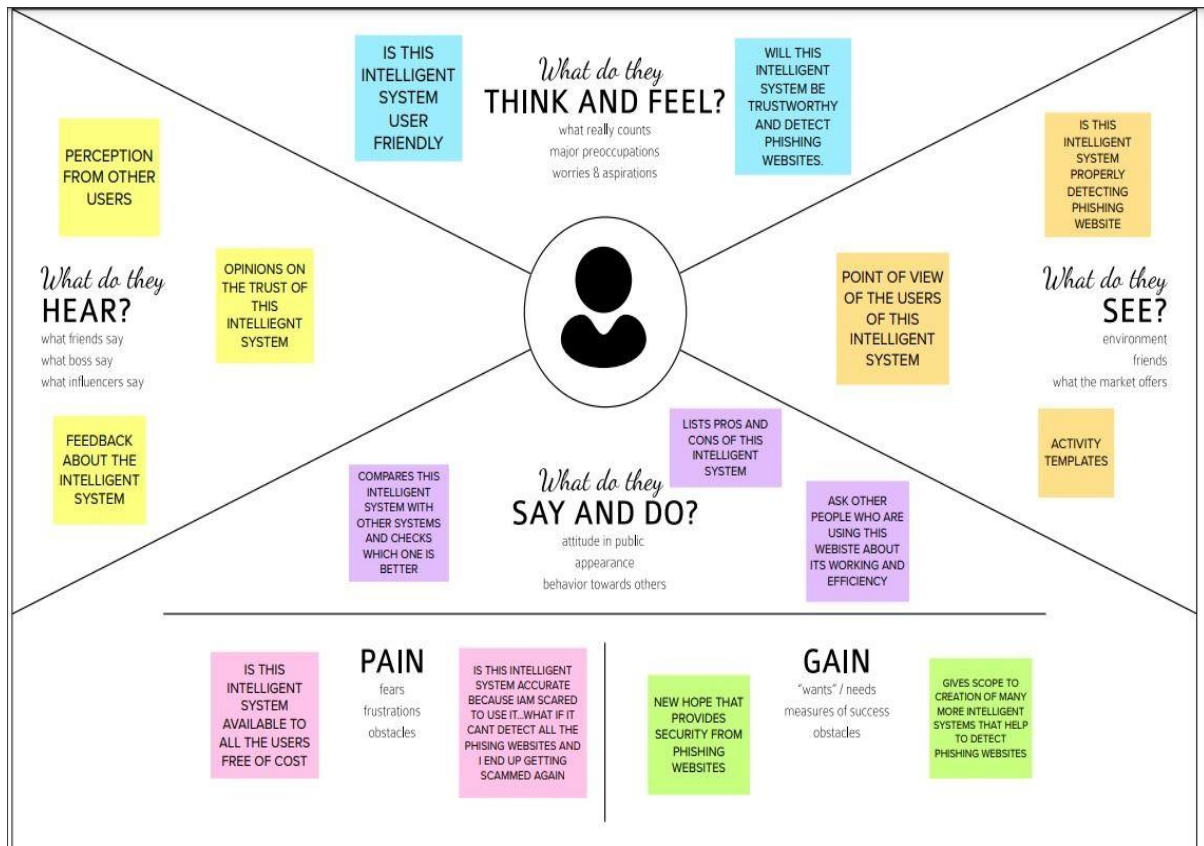 IS THIS
INTELLIGENT
SYSTEM
USER
FRIENDLY
What do they
THINK AND FEEL?
what really counts
major preoccupations
worries & aspirations
WILL THIS
INTELLIGENT
SYSTEM BE
TRUSTWORTHY
AND DETECT
PHISHING
WEBSITES.
PERCEPTION
FROM OTHER
USERS
What do they
HEAR?
what friends say
what boss say
what influencers say
OPINIONS ON
THE TRUST OF
THIS
INTELLIEGNT
SYSTEM
FEEDBACK
ABOUT THE
INTELLIGENT
SYSTEM
IS THIS
INTELLIGENT
SYSTEM
PROPERLY
DETECTING
PHISHING
WEBSITE
POINT OF VIEW
OF THE USERS
OF THIS
INTELLIGENT
SYSTEM
What do they
SEE?
environment
friends
what the market offers
ACTIVITY
TEMPLATES
COMPARES THIS
INTELLIGENT
SYSTEM WITH
OTHER SYSTEMS
AND CHECKS
WHICH ONE IS
BETTER
What do they
SAY AND DO?
attitude in public
appearance
behavior towards others
LISTS PROS AND
CONS OF THIS
INTELLIGENT
SYSTEM
ASK OTHER
PEOPLE WHO ARE
USING THIS
WEBISTE ABOUT
ITS WORKING AND
EFFICIENCY
IS THIS
INTELLIGENT
SYSTEM
AVAILABLE TO
ALL THE USERS
FREE OF COST
PAIN
fears
frustrations
obstacles
IS THIS INTELLIGENT
SYSTEM ACCURATE
BECAUSE IAM SCARED
TO USE IT...WHAT IF IT
CANT DETECT ALL THE
PHISING WEBSITES AND
I END UP GETTING
SCAMMED AGAIN
NEW HOPE THAT
PROVIDES
SECURITY FROM
PHISHING
WEBSITES
GAIN
"wants" / needs
measures of success
obstacles
GIVES SCOPE TO
CREATION OF MANY
MORE INTELLIGENT
SYSTEMS THAT HELP
TO DETECT
PHISHING WEBSITES